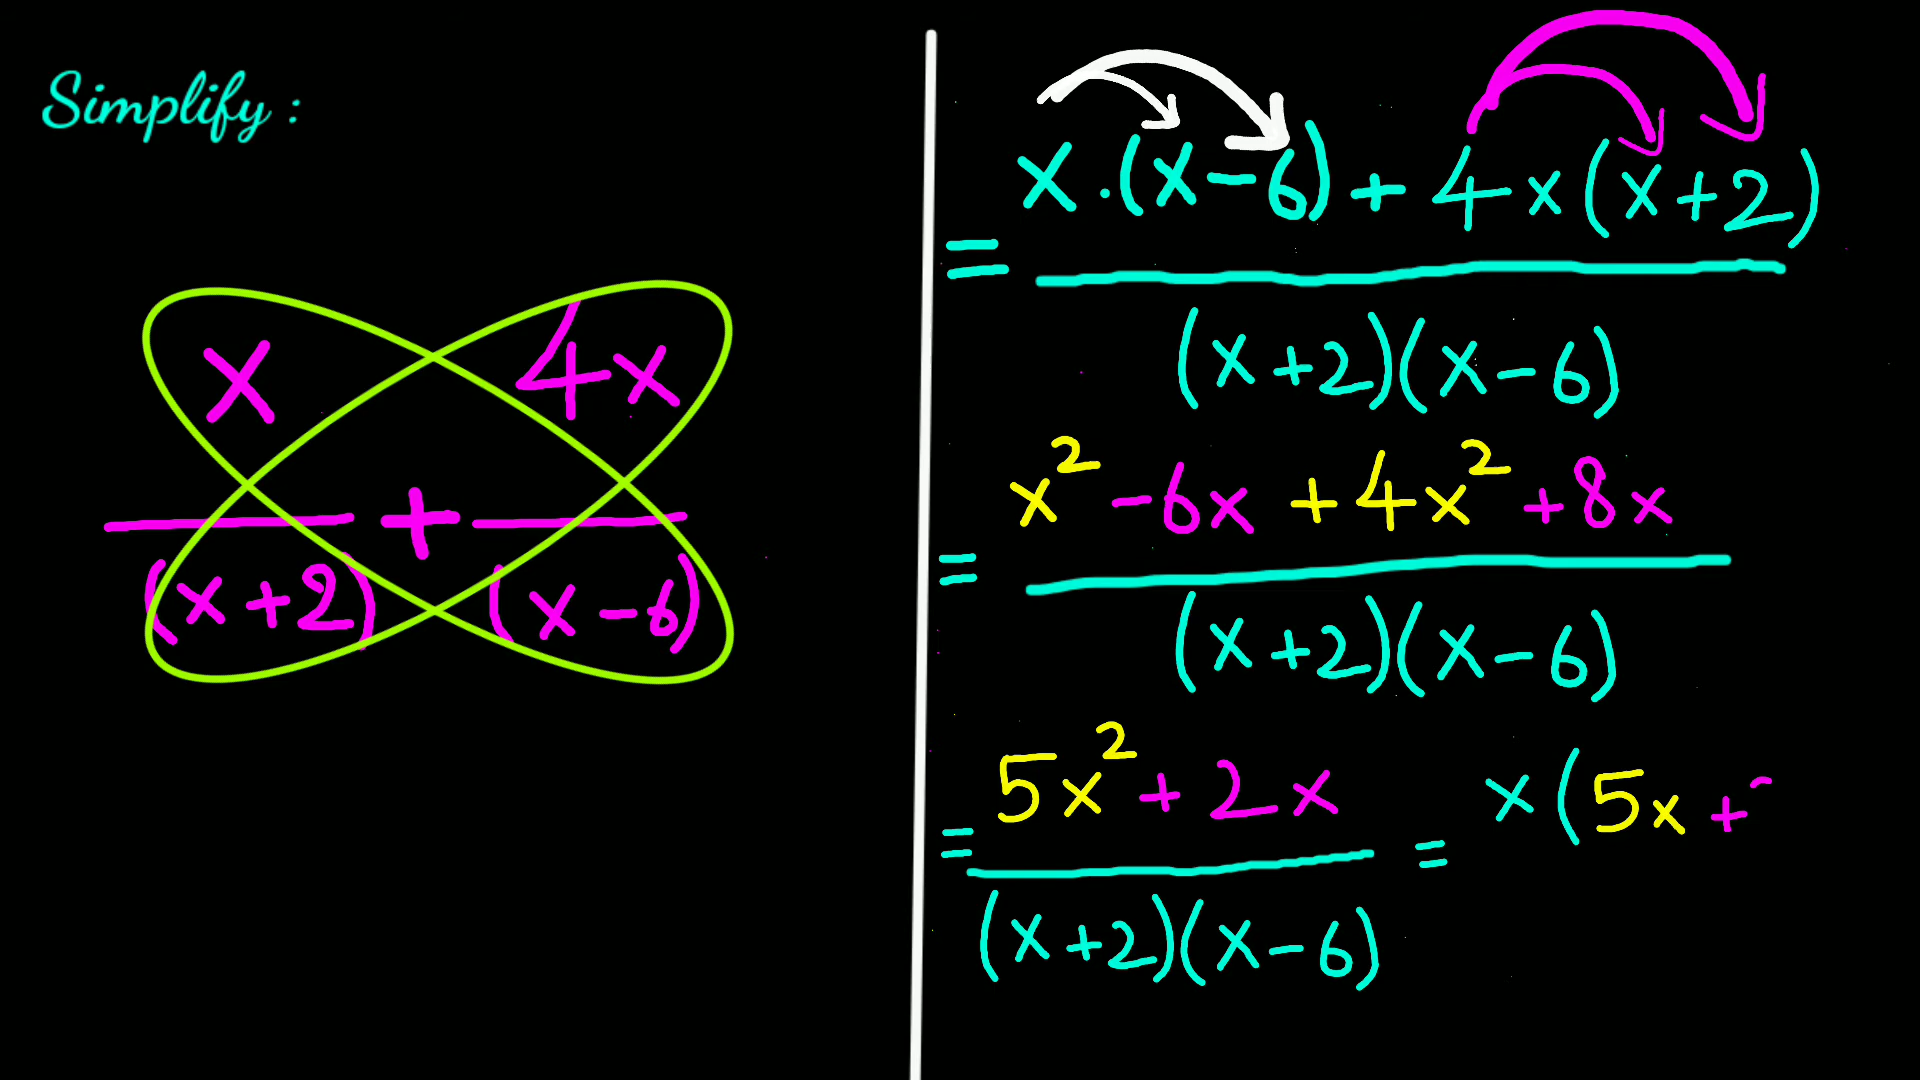 Simplify :
x 4x
+
(x+2) (x-6)
x.(x-6)+4x(x+2)
=
(x+2)(x-6)
x²-6x+4x²+8x
=
(x+2)(x-6)
5x²+2x = x(5x+
=
(x+2)(x-6)